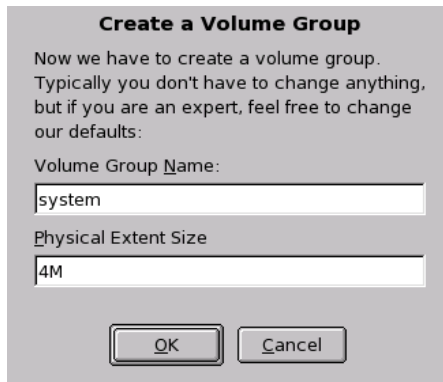 Create a Volume Group
Now we have to create a volume group.
Typically you don't have to change anything,
but if you are an expert, feel free to change
our defaults:
Volume Group Name:
system
Physical Extent Size
4M
OK Cancel